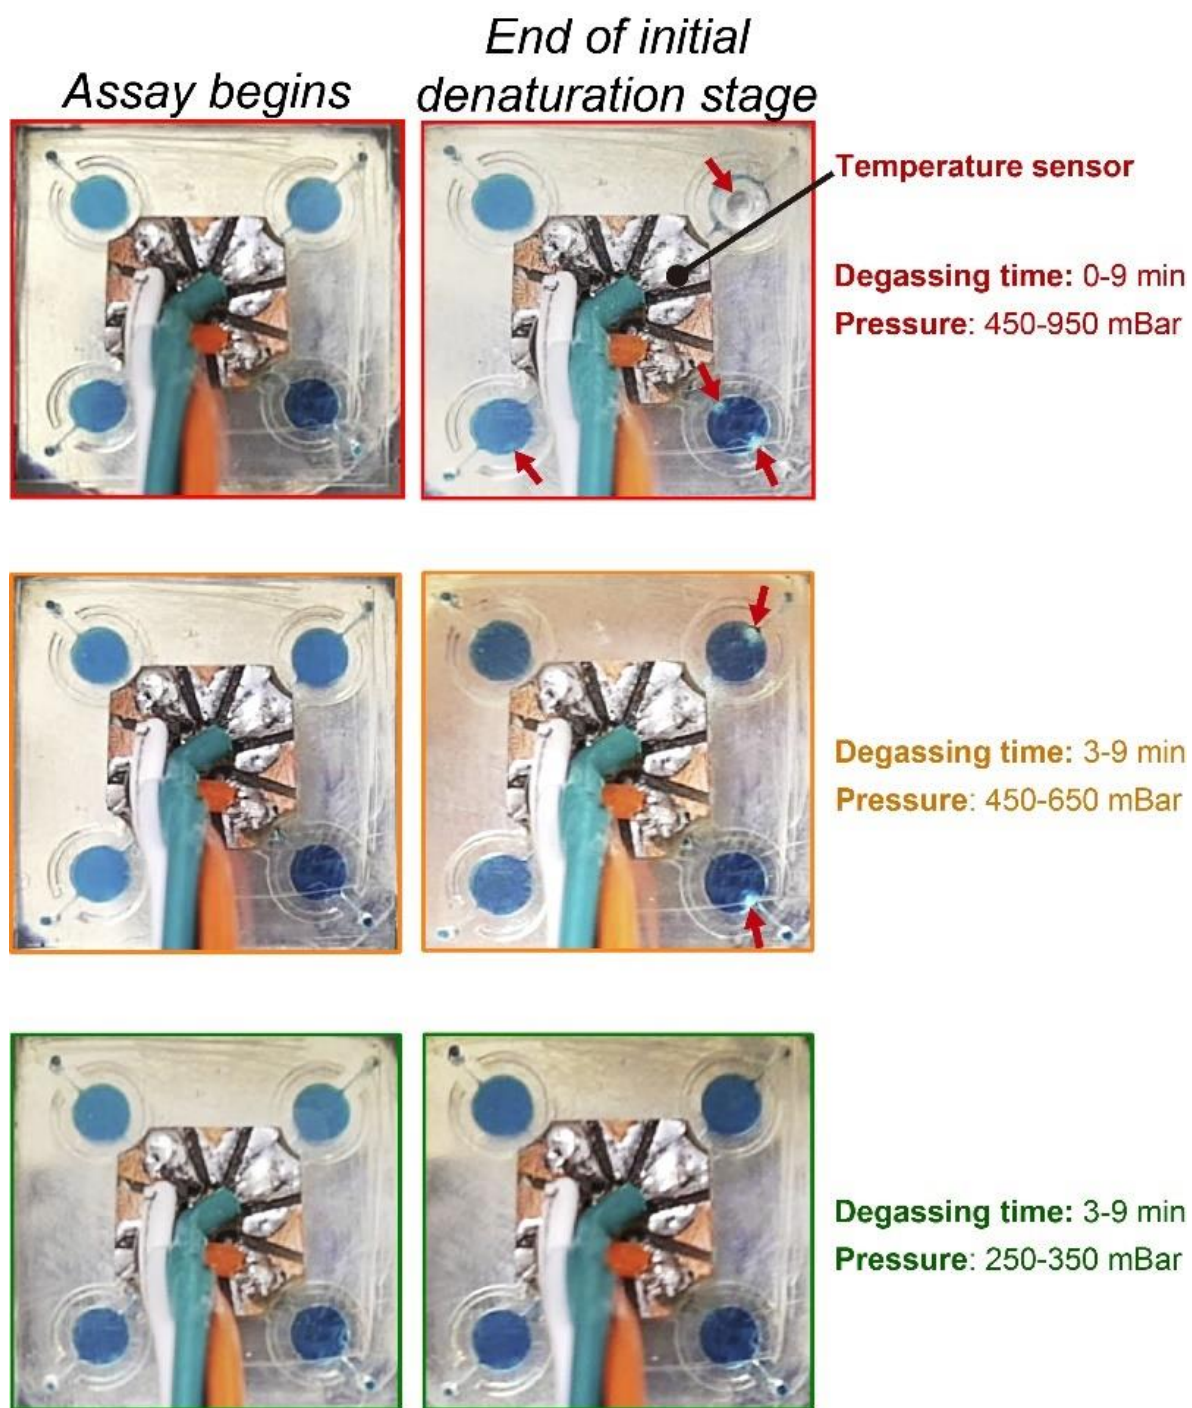 Assay begins
End of initial
denaturation stage
Temperature sensor
Degassing time: 0-9 min
Pressure: 450-950 mBar
Degassing time: 3-9 min
Pressure: 450-650 mBar
Degassing time: 3-9 min
Pressure: 250-350 mBar